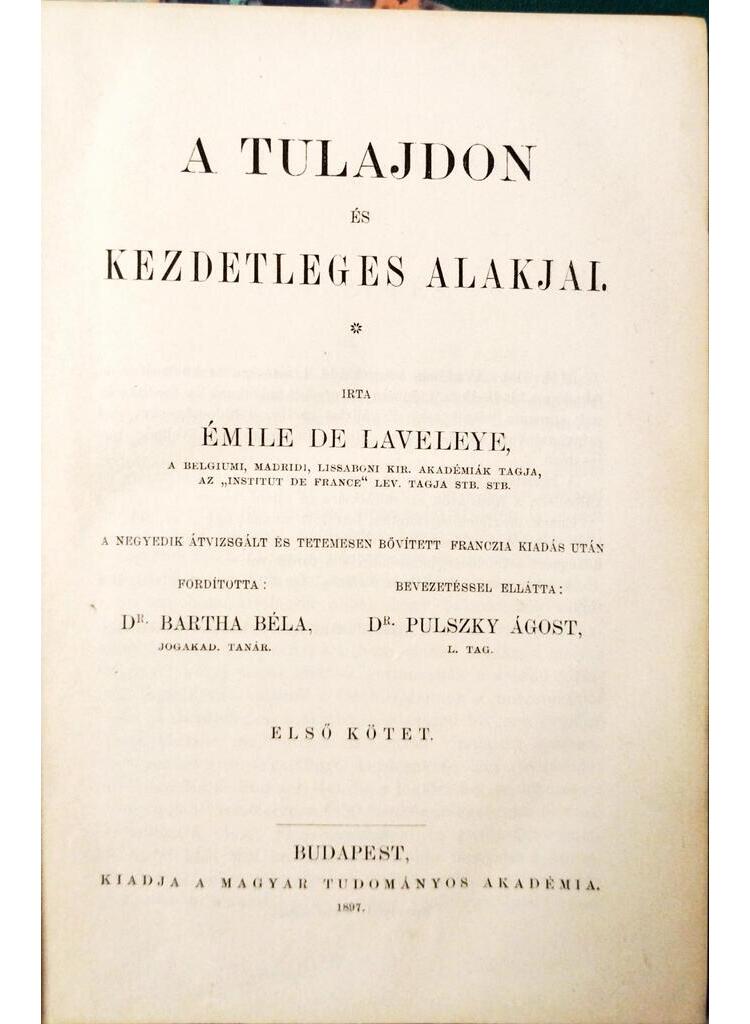 A TULAJDON
ÉS
KEZDETLEGES ALAKJAI.
IRTA
ÉMILE DE LAVELEYE,
A BELGIUMI, MADRIDI, LISSABONI KIR. AKADÉMIÁK TAGJA,
AZ „INSTITUT DE FRANCE“ LEV. TAGJA STB. STB.
A NEGYEDIK ÁTVIZSGÁLT ÉS TETEMESEN BŐVÍTETT FRANCZIA KIADÁS UTÁN
FORDÍTOTTA:
DR. BARTHA BÉLA,
JOGAKAD. TANÁR.
BEVEZETÉSSEL ELLÁTTA:
DR. PULSZKY ÁGOST,
L. TAG.
ELSŐ KÖTET.
BUDAPEST,
KIADJA A MAGYAR TUDOMÁNYOS AKADÉMIA.
1897.